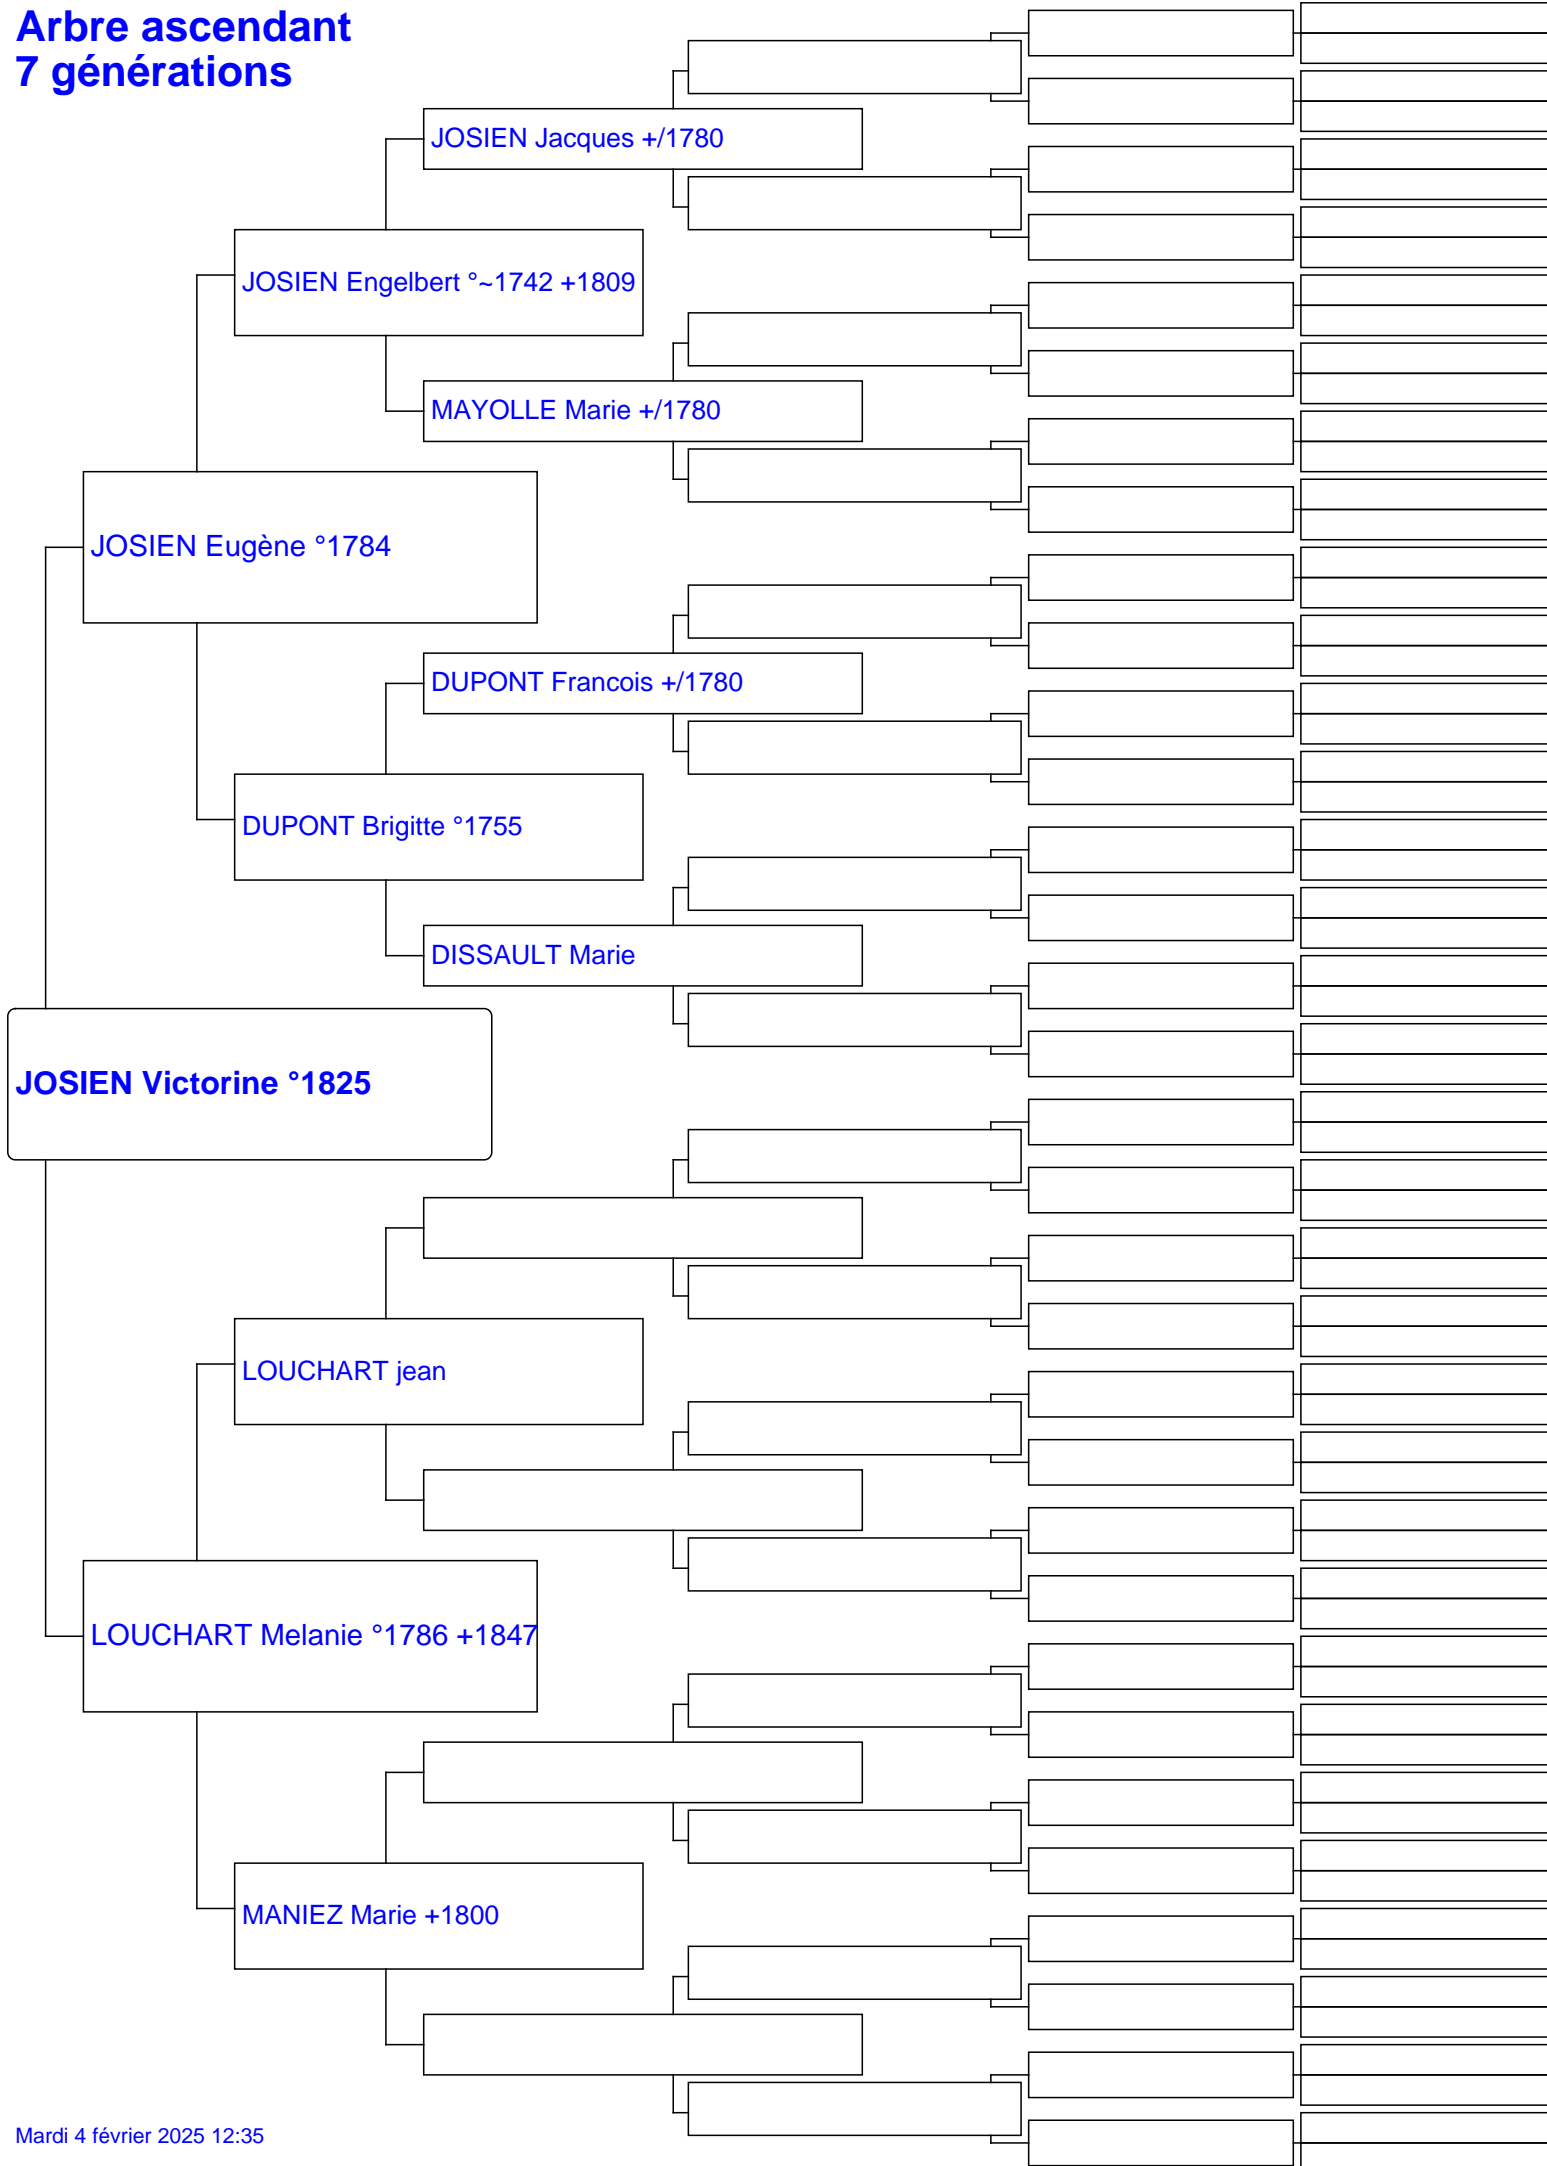 Arbre ascendant
7 générations
JOSIEN Jacques +/1780
JOSIEN Engelbert °~1742 +1809
MAYOLLE Marie +/1780
JOSIEN Eugène °1784
DUPONT Francois +/1780
DUPONT Brigitte °1755
DISSAULT Marie
JOSIEN Victorine °1825
LOUCHART jean
LOUCHART Melanie °1786 +1847
MANIEZ Marie +1800
Mardi 4 février 2025 12:35